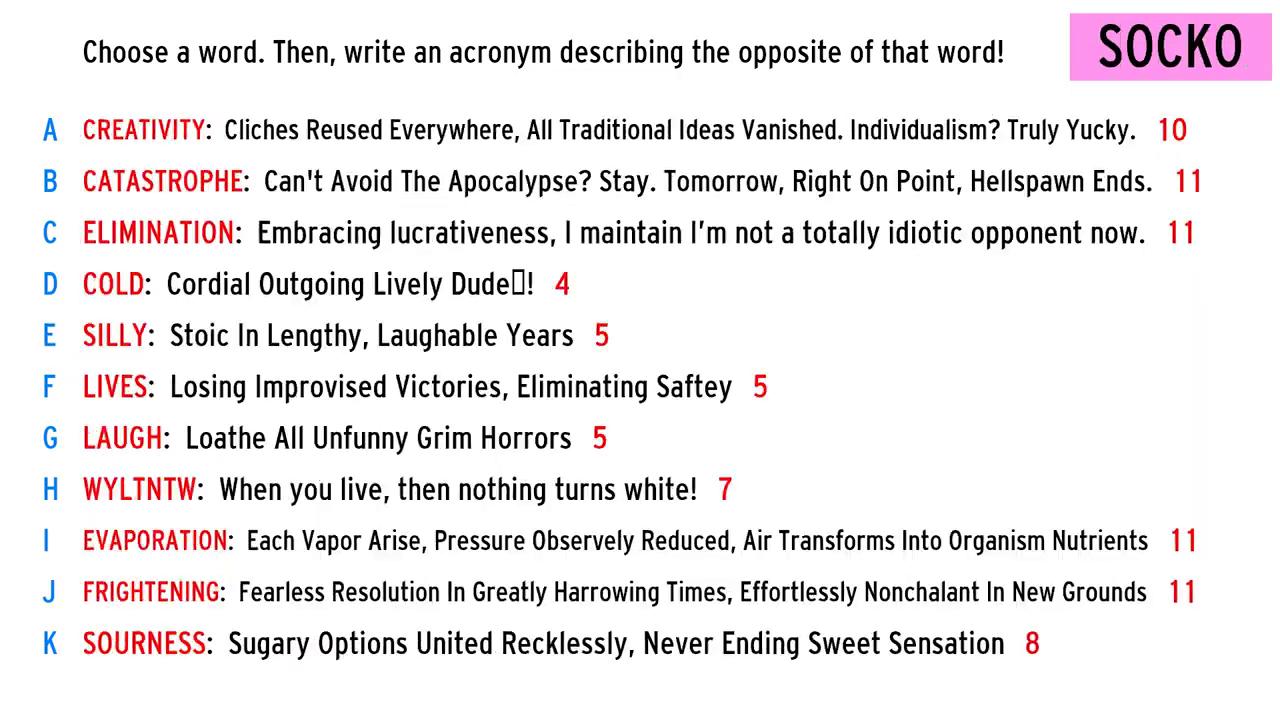 Choose a word. Then, write an acronym describing the opposite of that word!
SOCKO
A CREATIVITY: Cliches Reused Everywhere, All Traditional Ideas Vanished. Individualism? Truly Yucky. 10
B CATASTROPHE: Can't Avoid The Apocalypse? Stay. Tomorrow, Right On Point, Hellspawn Ends. 11
C ELIMINATION: Embracing lucrativeness, I maintain I’m not a totally idiotic opponent now. 11
D COLD: Cordial Outgoing Lively Dude▯! 4
E SILLY: Stoic In Lengthy, Laughable Years 5
F LIVES: Losing Improvised Victories, Eliminating Saftey 5
G LAUGH: Loathe All Unfunny Grim Horrors 5
H WYLTNTW: When you live, then nothing turns white! 7
I EVAPORATION: Each Vapor Arise, Pressure Observely Reduced, Air Transforms Into Organism Nutrients 11
J FRIGHTENING: Fearless Resolution In Greatly Harrowing Times, Effortlessly Nonchalant In New Grounds 11
K SOURNESS: Sugary Options United Recklessly, Never Ending Sweet Sensation 8